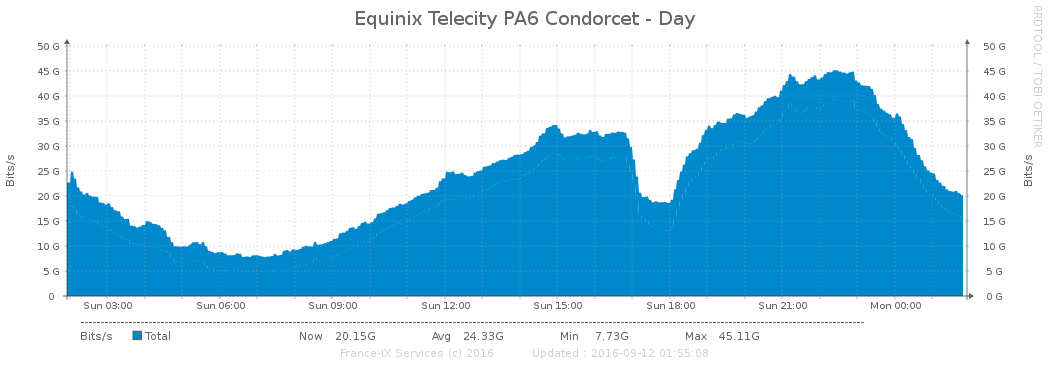 Equinix Telecity PA6 Condorcet - Day
RRDTOOL / TOBI OETIKER
Bits/s
50 G
45 G
40 G
35 G
30 G
25 G
20 G
15 G
10 G
5 G
0
50 G
45 G
40 G
35 G
30 G
25 G
20 G
15 G
10 G
5 G
0 G
Bits/s
Sun 03:00 Sun 06:00 Sun 09:00 Sun 12:00 Sun 15:00 Sun 18:00 Sun 21:00 Mon 00:00
Bits/s Total Now 20.15G Avg 24.33G Min 7.73G Max 45.11G
France-IX Services (c) 2016 Updated : 2016-09-12 01:55:08